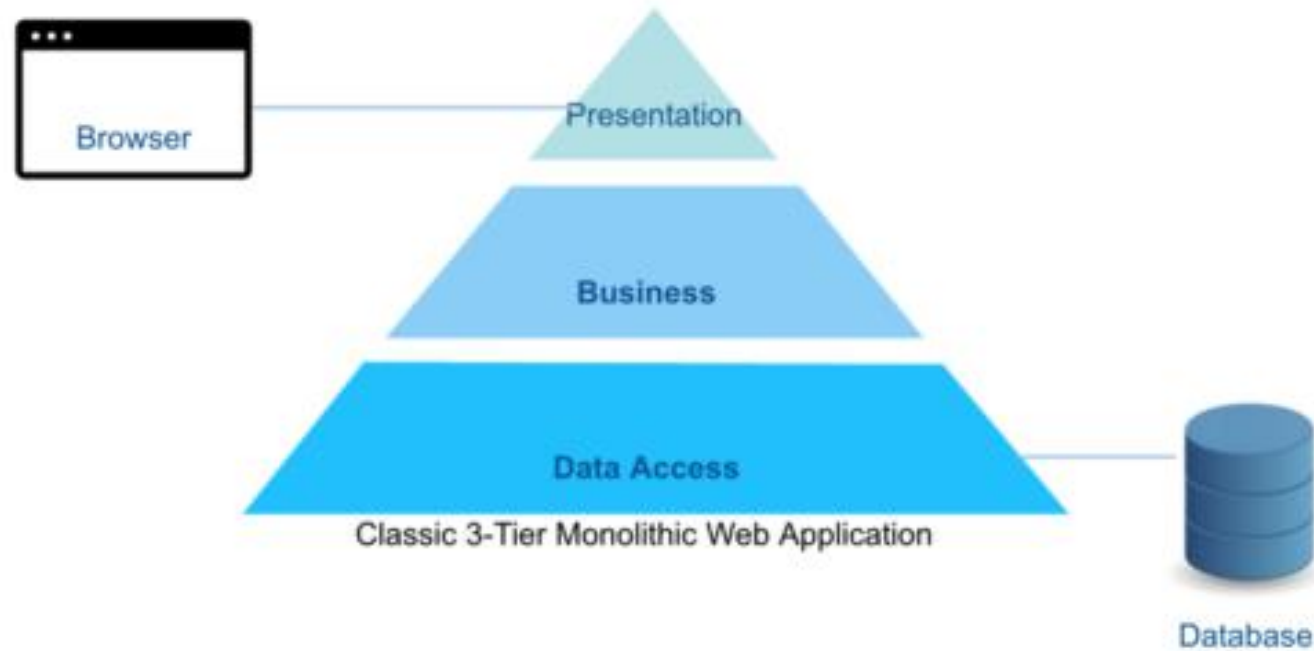 Browser
Presentation
Business
Data Access
Classic 3-Tier Monolithic Web Application
Database